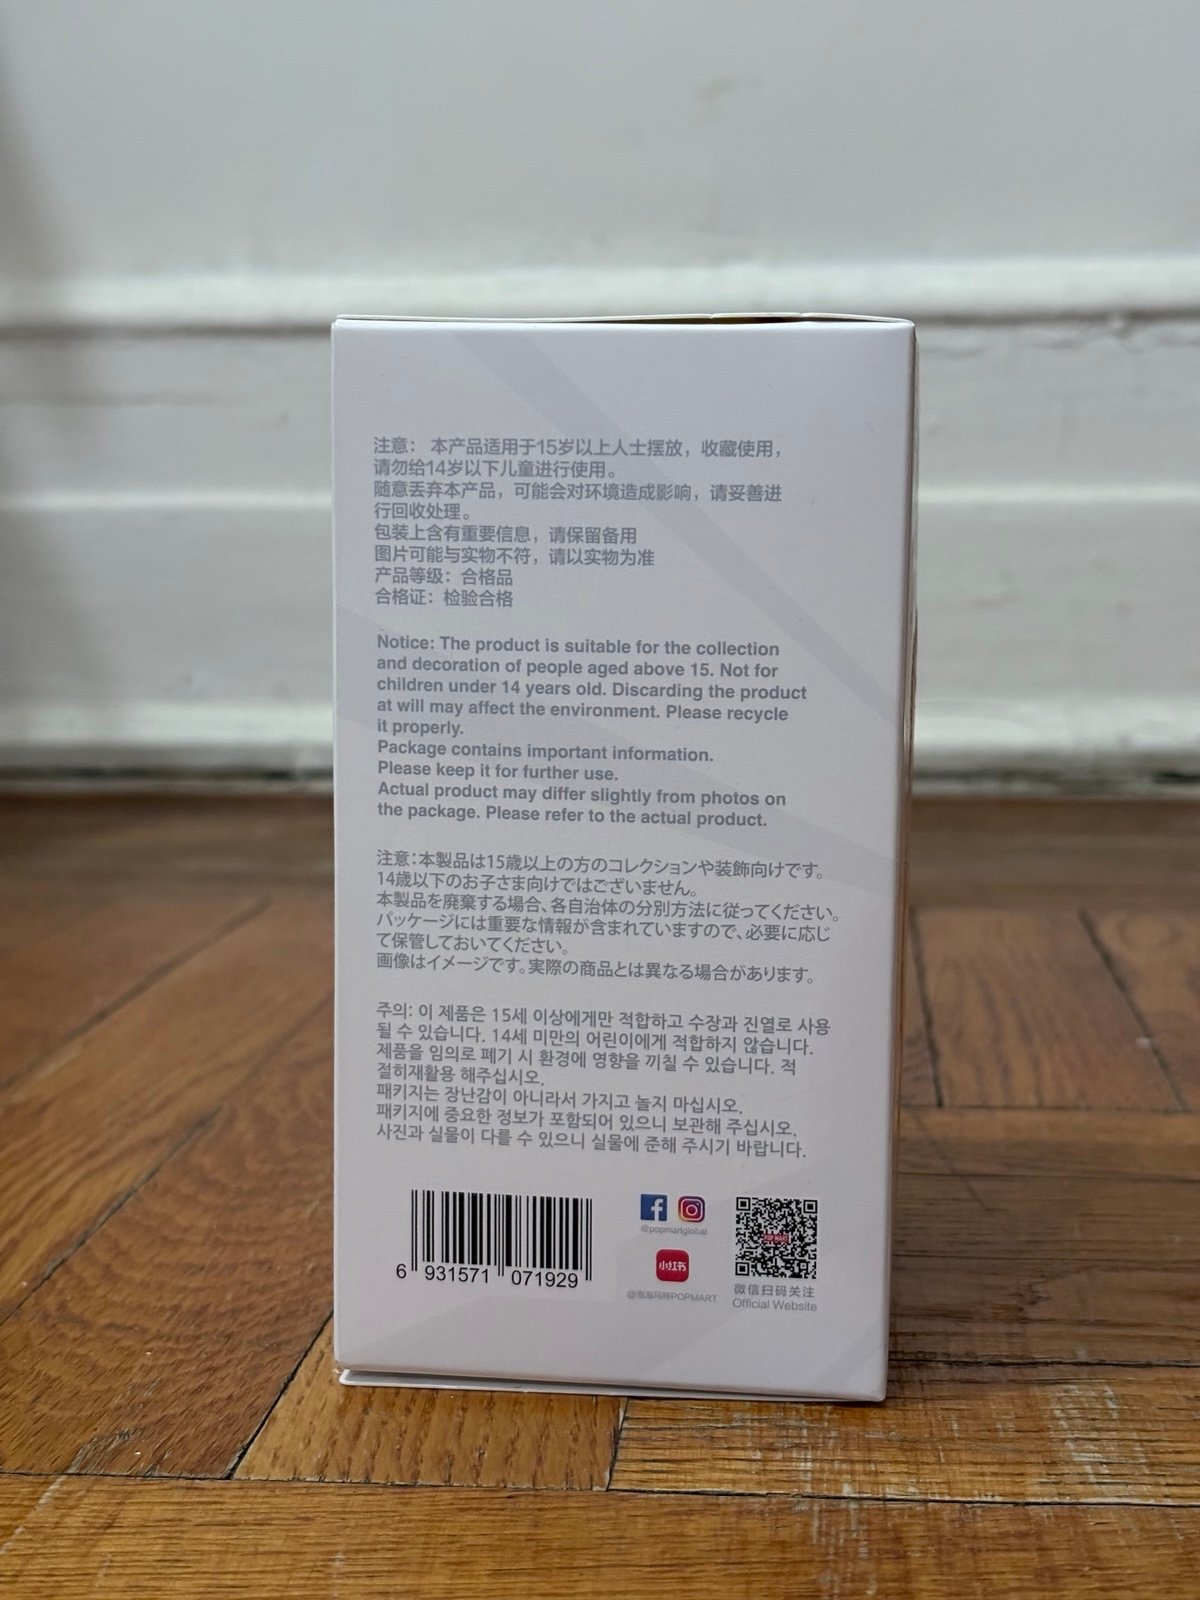 注意： 本产品适用于15岁以上人士摆放，收藏使用，
请勿给14岁以下儿童进行使用。
随意丢弃本产品，可能会对环境造成影响，请妥善进
行回收处理。
包装上含有重要信息，请保留备用
图片可能与实物不符，请以实物为准
产品等级：合格品
合格证：检验合格
Notice: The product is suitable for the collection
and decoration of people aged above 15. Not for
children under 14 years old. Discarding the product
at will may affect the environment. Please recycle
it properly.
Package contains important information.
Please keep it for further use.
Actual product may differ slightly from photos on
the package. Please refer to the actual product.
注意：本製品は15歳以上の方のコレクションや装飾向けです。
14歳以下のお子さま向けではございません。
本製品を廃棄する場合、各自治体の分別方法に従ってください。
パッケージには重要な情報が含まれていますので、必要に応じ
て保管しておいてください。
画像はイメージです。実際の商品とは異なる場合があります。
주의: 이 제품은 15세 이상에게만 적합하고 수장과 진열로 사용
될 수 있습니다. 14세 미만의 어린이에게 적합하지 않습니다.
제품을 임의로 폐기 시 환경에 영향을 끼칠 수 있습니다. 적
절히재활용 해주십시오.
패키지는 장난감이 아니라서 가지고 놀지 마십시오.
패키지에 중요한 정보가 포함되어 있으니 보관해 주십시오.
사진과 실물이 다를 수 있으니 실물에 준해 주시기 바랍니다.
6 931571 071929
@popmartglobal
小红书
@泡泡玛特POPMART
POP MART
微信扫码关注
Official Website